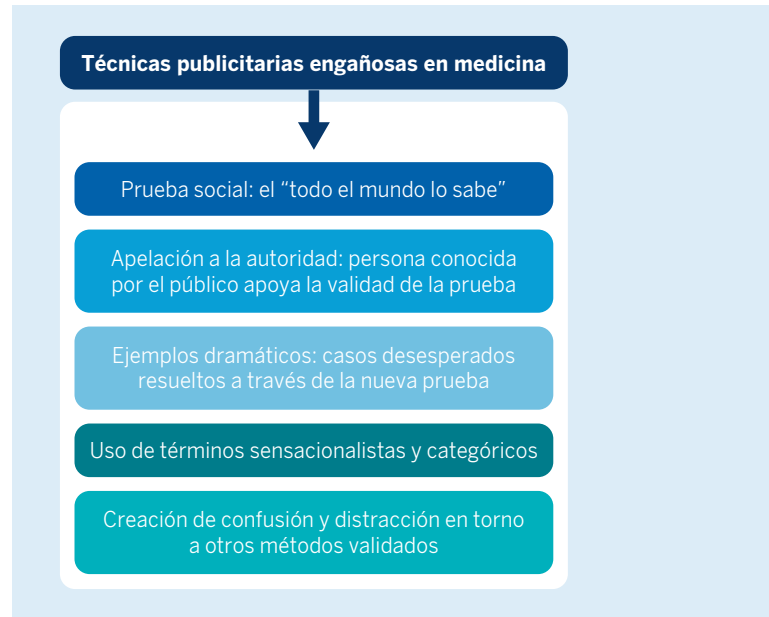 Técnicas publicitarias engañosas en medicina
Prueba social: el “todo el mundo lo sabe”
Apelación a la autoridad: persona conocida
por el público apoya la validad de la prueba
Ejemplos dramáticos: casos desesperados
resueltos a través de la nueva prueba
Uso de términos sensacionalistas y categóricos
Creación de confusión y distracción en torno
a otros métodos validados